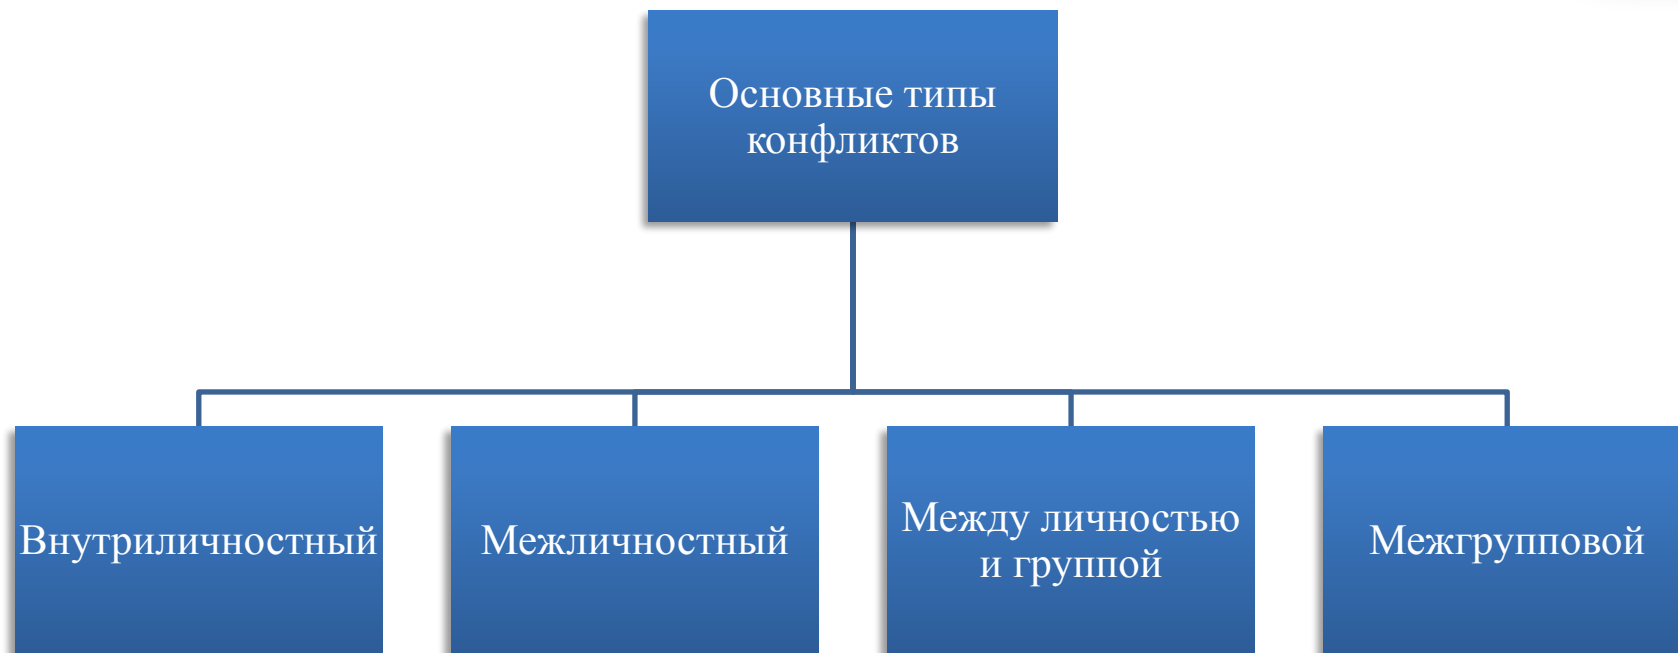 Основные типы
конфликтов
Внутриличностный
Межличностный
Между личностью
и группой
Межгрупповой